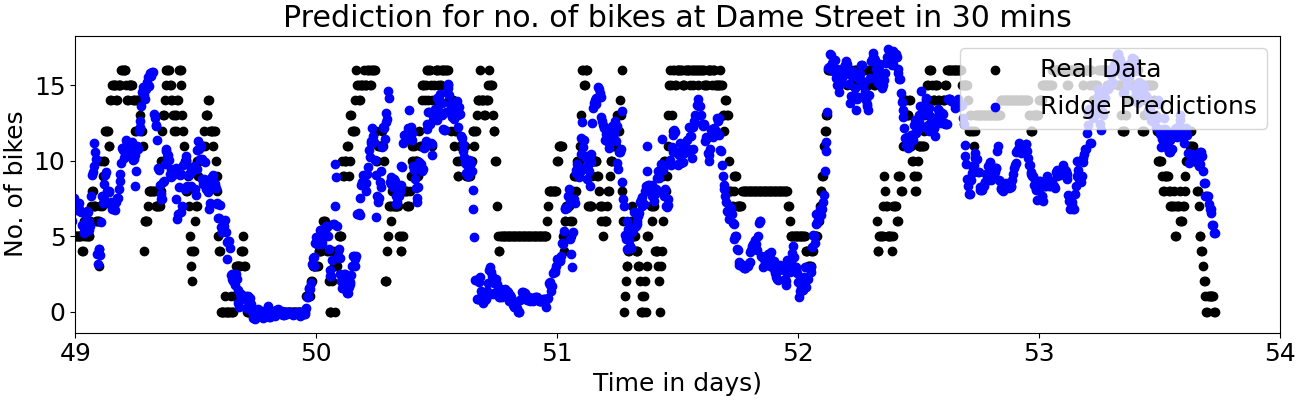 Prediction for no. of bikes at Dame Street in 30 mins
No. of bikes
15
10
5
0
Real Data
Ridge Predictions
49 50 51 52 53 54
Time in days)